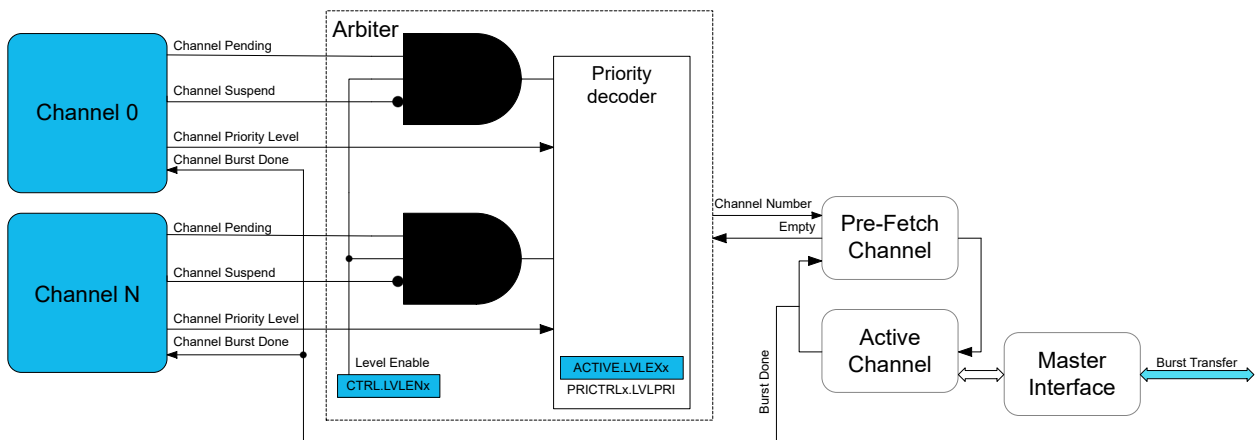 Arbiter
Channel 0
Channel Pending
Channel Suspend
Channel Priority Level
Channel Burst Done
Priority
decoder
Channel N
Channel Pending
Channel Suspend
Channel Priority Level
Channel Burst Done
Level Enable
CTRL.LVLENx
ACTIVE.LVLEXx
PRICTRLx.LVLPRI
Channel Number
Empty
Pre-Fetch
Channel
Burst Done
Active
Channel
Master
Interface
Burst Transfer